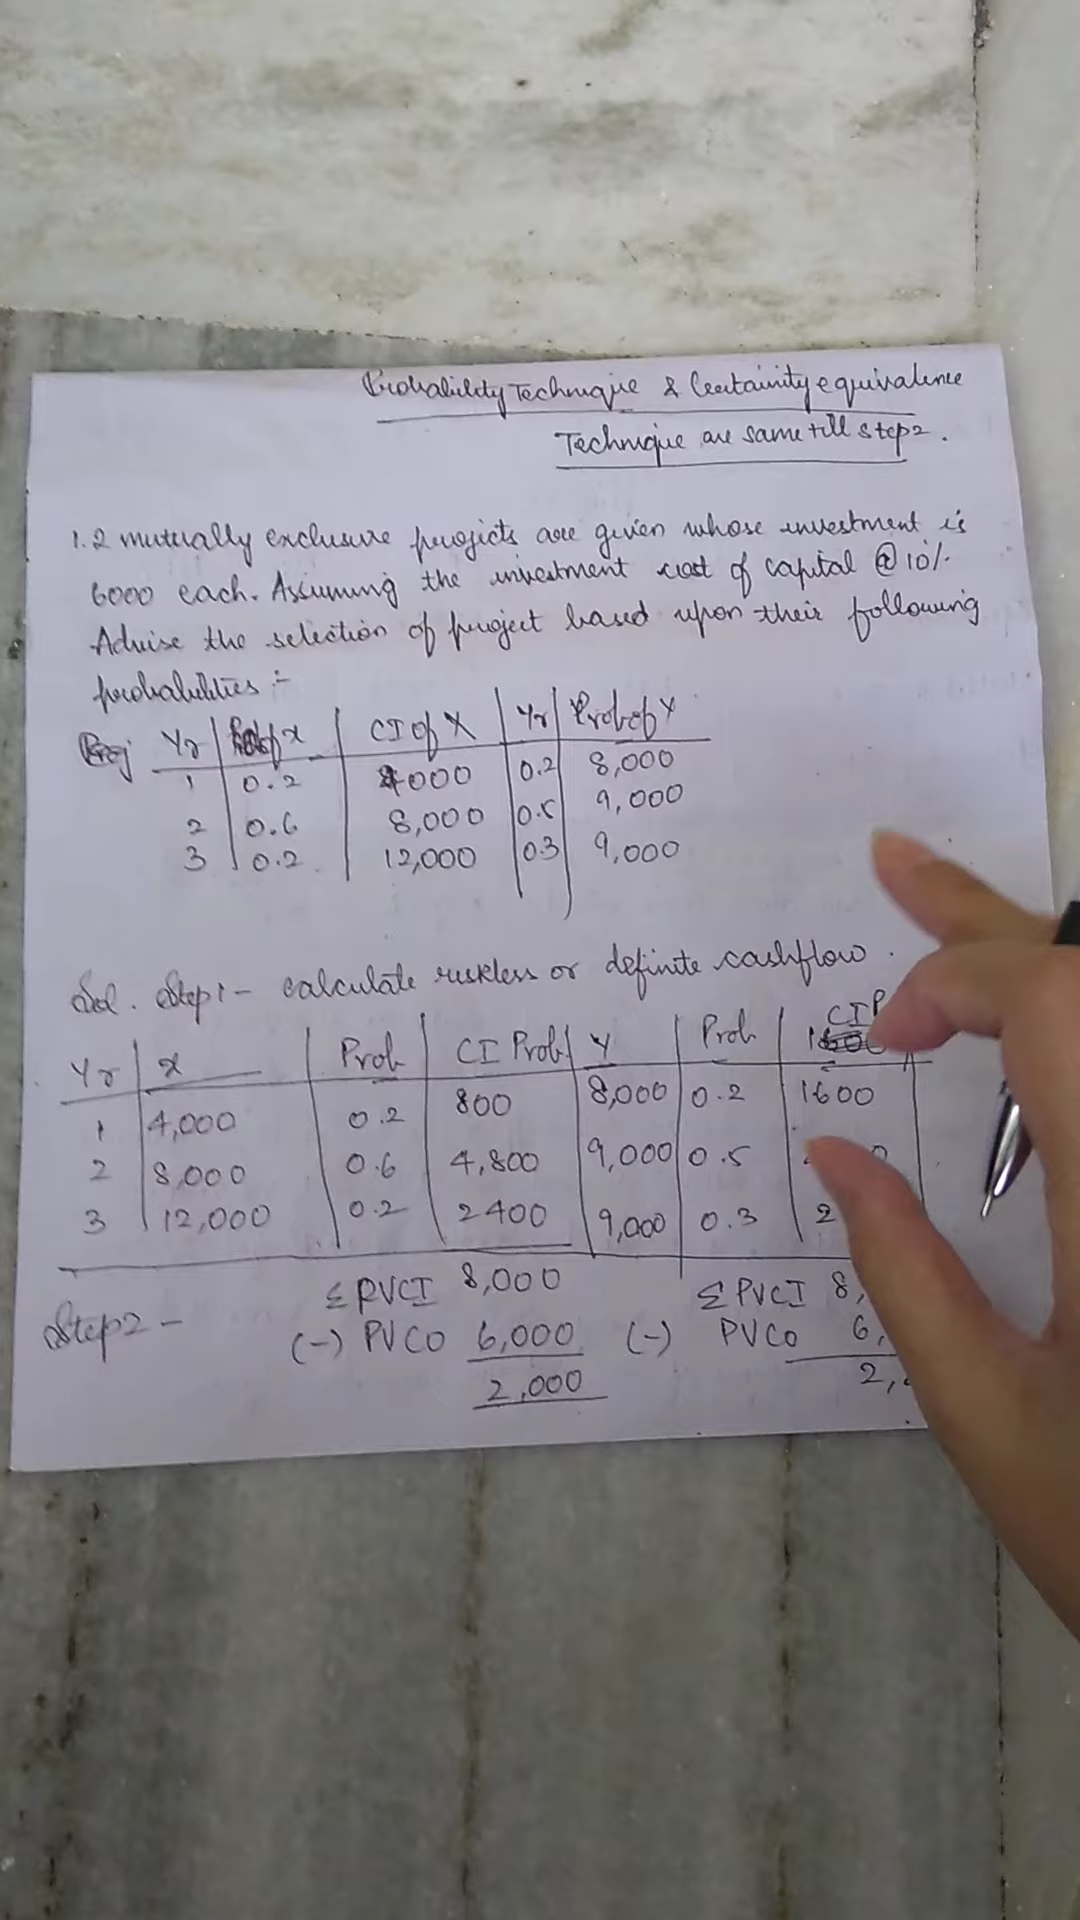 Probability Technique & Certainity equivalence
Technique are same till step 2.
1. 2 mutually exclusive projects are given whose investment is
6000 each. Assuming the investment cost of capital @ 10%.
Advise the selection of project based upon their following
probabilities :-
Proj Yr x CI of X Yr Prob of Y
1 0.2 4000 0.2 8,000
2 0.6 8,000 0.5 9,000
3 0.2 12,000 0.3 9,000
Sol. Step 1:- calculate riskless or definite cashflow.
Yr x Prob CI Prob Y Prob CI P
1 4,000 0.2 800 8,000 0.2 1600
2 8,000 0.6 4,800 9,000 0.5
3 12,000 0.2 2400 9,000 0.3 2
Step 2 - Σ PVCI 8,000 Σ PVCI 8,
(-) PVCO 6,000 (-) PVCO 6,
2,000 2,